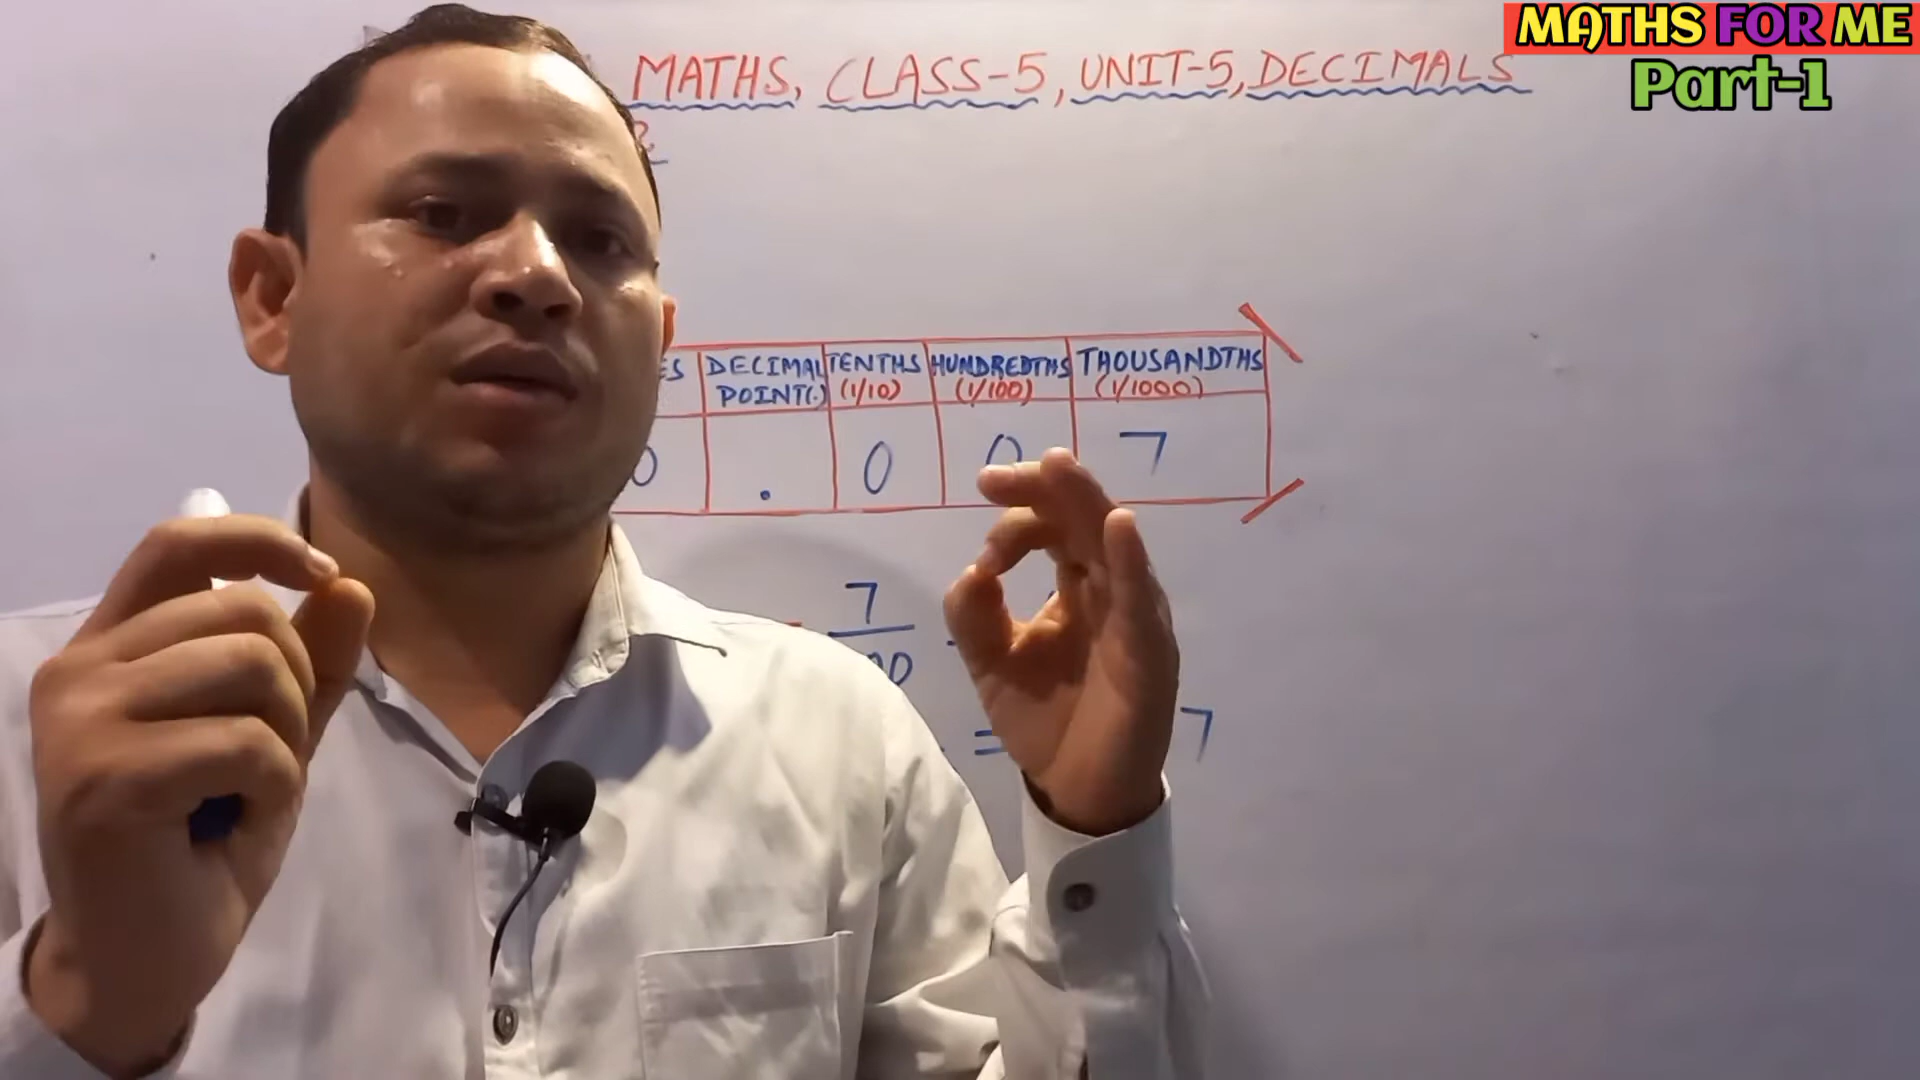 MATHS FOR ME
Part-1
MATHS, CLASS-5, UNIT-5, DECIMALS
DECIMAL POINT(.) TENTHS (1/10) HUNDREDTHS (1/100) THOUSANDTHS (1/1000)
0 . 0 0 7
7
= 7